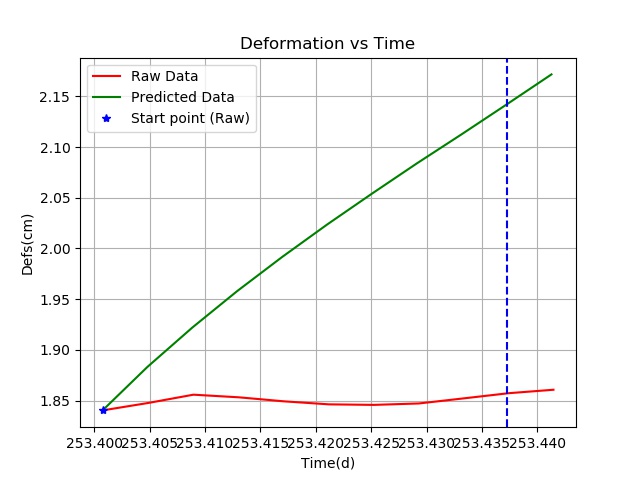 Deformation vs Time
Raw Data
Predicted Data
Start point (Raw)
2.15
2.10
2.05
2.00
1.95
1.90
1.85
Defs(cm)
253.400 253.405 253.410 253.415 253.420 253.425 253.430 253.435 253.440
Time(d)